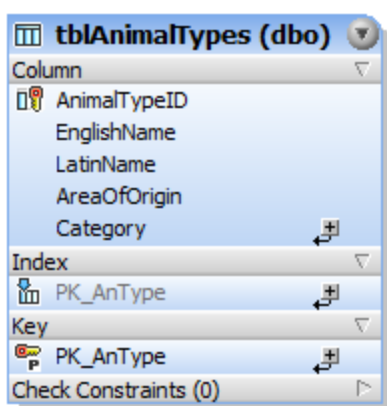 tblAnimalTypes (dbo)
Column
AnimalTypeID
EnglishName
LatinName
AreaOfOrigin
Category
Index
PK_AnType
Key
P PK_AnType
Check Constraints (0)